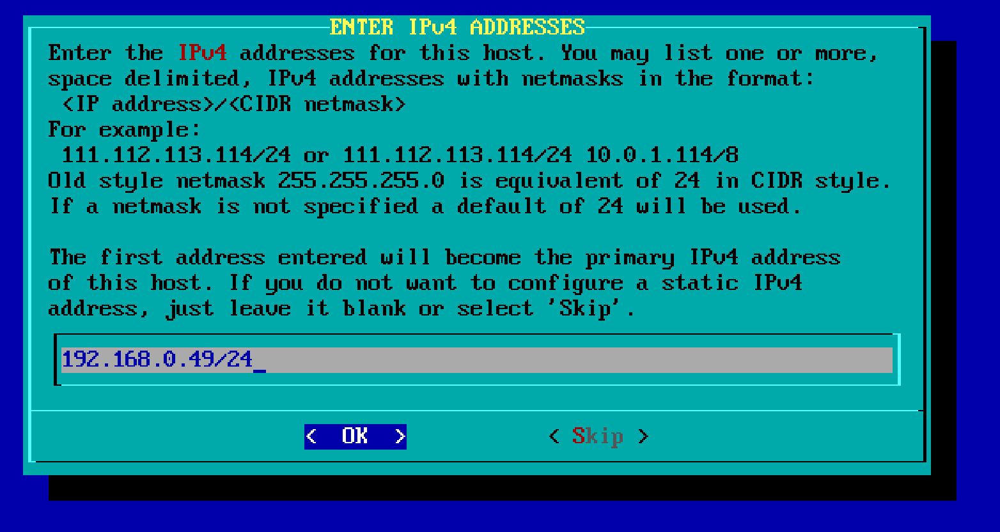 ENTER IPv4 ADDRESSES
Enter the IPv4 addresses for this host. You may list one or more,
space delimited, IPv4 addresses with netmasks in the format:
<IP address>/<CIDR netmask>
For example:
111.112.113.114/24 or 111.112.113.114/24 10.0.1.114/8
Old style netmask 255.255.255.0 is equivalent of 24 in CIDR style.
If a netmask is not specified a default of 24 will be used.
The first address entered will become the primary IPv4 address
of this host. If you do not want to configure a static IPv4
address, just leave it blank or select 'Skip'.
192.168.0.49/24_
< OK > < Skip >